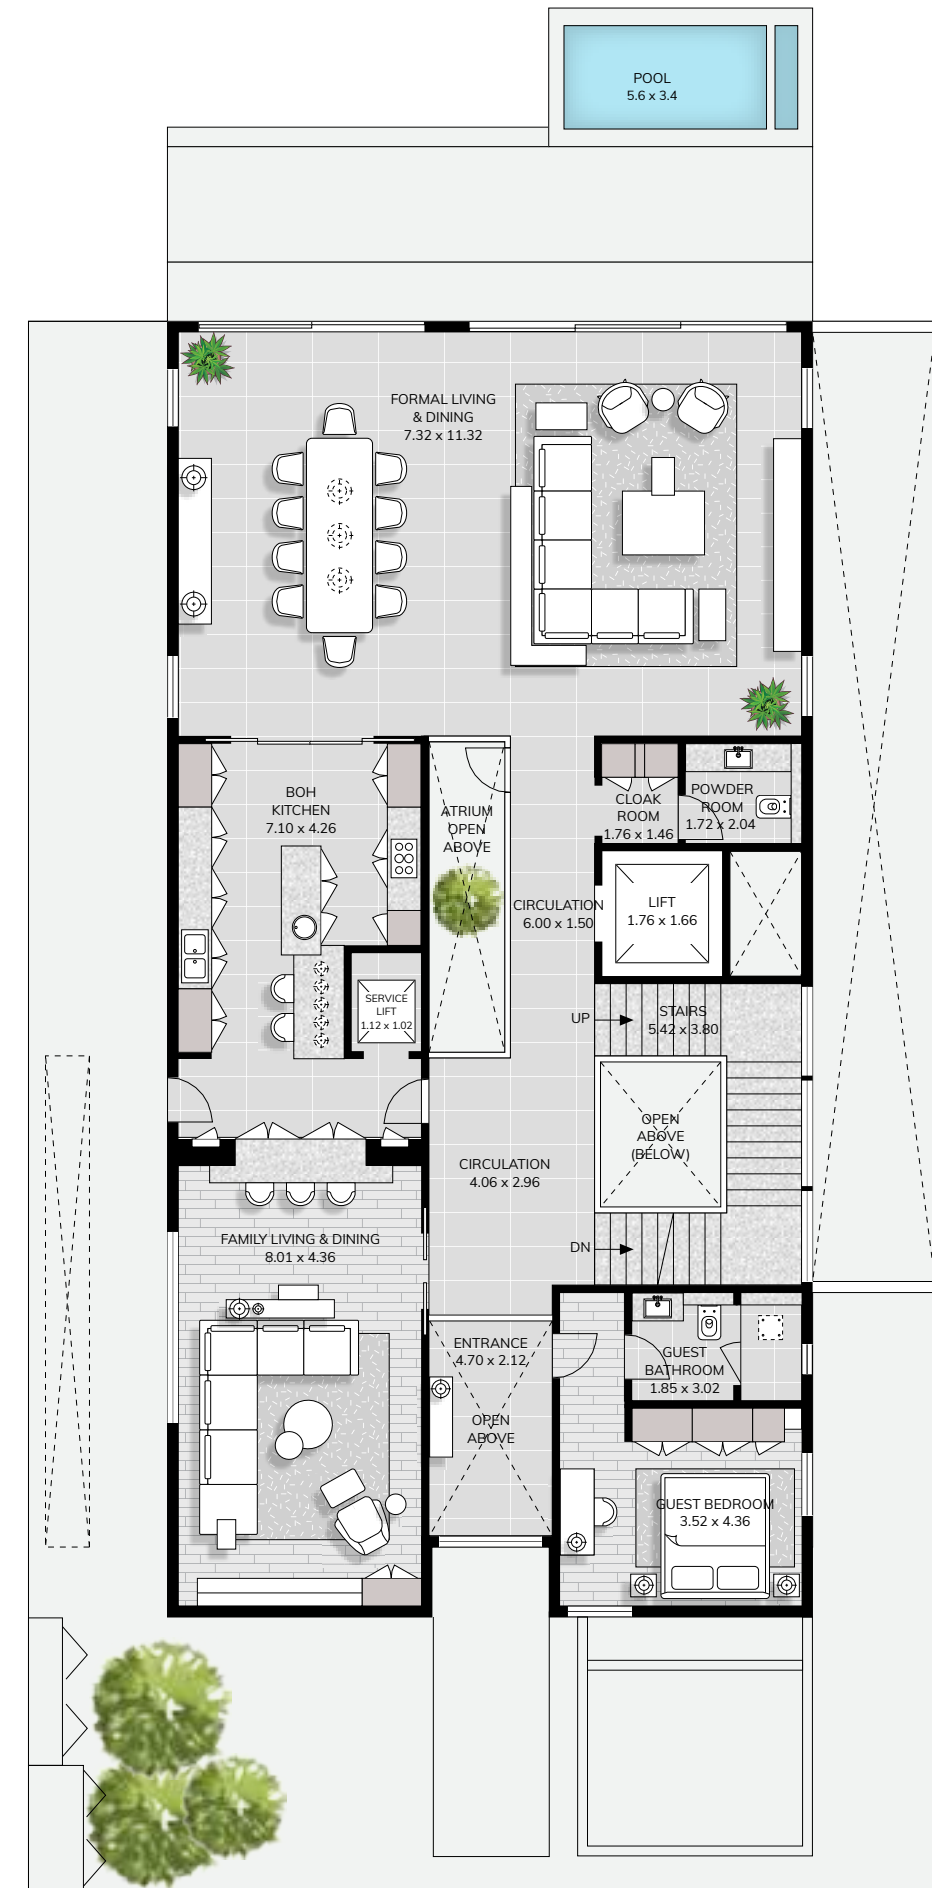 POOL
5.6 x 3.4
FORMAL LIVING
& DINING
7.32 x 11.32
BOH
KITCHEN
7.10 x 4.26
ATRIUM
OPEN
ABOVE
CLOAK
ROOM
1.76 x 1.46
POWDER
ROOM
1.72 x 2.04
CIRCULATION
6.00 x 1.50
LIFT
1.76 x 1.66
SERVICE
LIFT
1.12 x 1.02
UP
STAIRS
5.42 x 3.80
OPEN
ABOVE
(BELOW)
CIRCULATION
4.06 x 2.96
DN
FAMILY LIVING & DINING
8.01 x 4.36
ENTRANCE
4.70 x 2.12
OPEN
ABOVE
GUEST
BATHROOM
1.85 x 3.02
GUEST BEDROOM
3.52 x 4.36